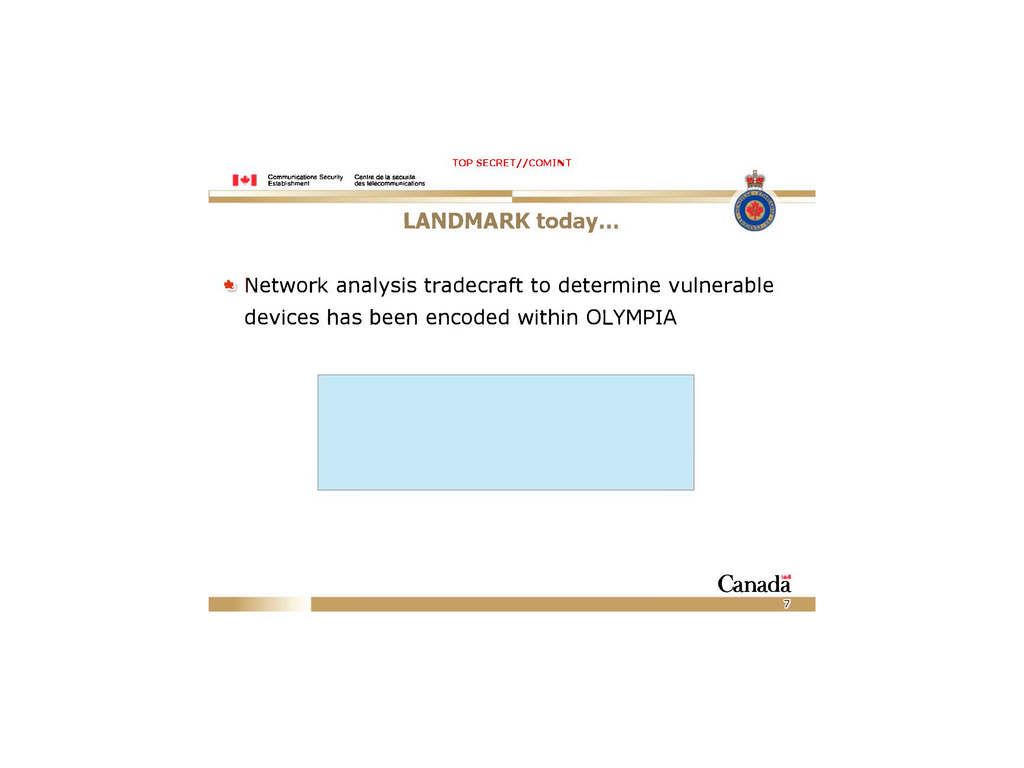 TOP SECRET//COMINT
Communications Security Centre de la sécurité
Establishment des télécommunications
LANDMARK today...
Network analysis tradecraft to determine vulnerable
devices has been encoded within OLYMPIA
Canada
7